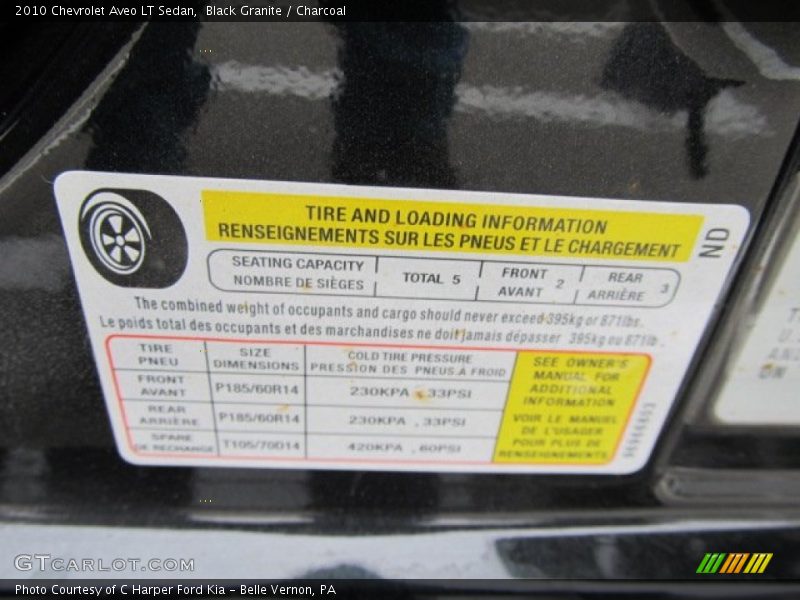 2010 Chevrolet Aveo LT Sedan, Black Granite / Charcoal
TIRE AND LOADING INFORMATION
RENSEIGNEMENTS SUR LES PNEUS ET LE CHARGEMENT
ND
SEATING CAPACITY
NOMBRE DE SIÈGES
TOTAL 5
FRONT
AVANT 2
REAR
ARRIÈRE 3
The combined weight of occupants and cargo should never exceed 395kg or 871lbs.
Le poids total des occupants et des marchandises ne doit jamais dépasser 395kg ou 871lb.
TIRE
PNEU
SIZE
DIMENSIONS
COLD TIRE PRESSURE
PRESSION DES PNEUS À FROID
FRONT
AVANT
P185/60R14
230KPA , 33PSI
REAR
ARRIÈRE
P185/60R14
230KPA , 33PSI
SPARE
DE RECHANGE
T105/70D14
420KPA , 60PSI
SEE OWNER'S
MANUAL FOR
ADDITIONAL
INFORMATION
VOIR LE MANUEL
DE L'USAGER
POUR PLUS DE
RENSEIGNEMENTS
GTCARLOT.COM
Photo Courtesy of C Harper Ford Kia - Belle Vernon, PA